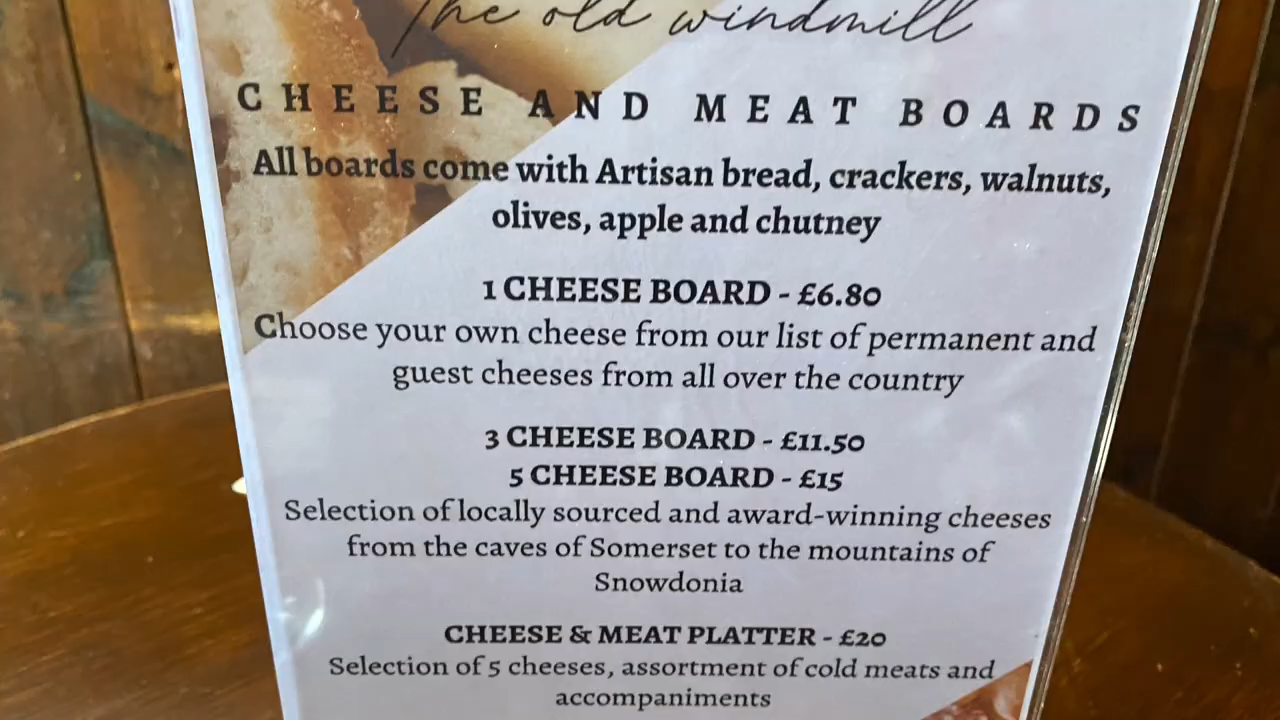 The old windmill
CHEESE AND MEAT BOARDS
All boards come with Artisan bread, crackers, walnuts,
olives, apple and chutney
1 CHEESE BOARD - £6.80
Choose your own cheese from our list of permanent and
guest cheeses from all over the country
3 CHEESE BOARD - £11.50
5 CHEESE BOARD - £15
Selection of locally sourced and award-winning cheeses
from the caves of Somerset to the mountains of
Snowdonia
CHEESE & MEAT PLATTER - £20
Selection of 5 cheeses, assortment of cold meats and
accompaniments